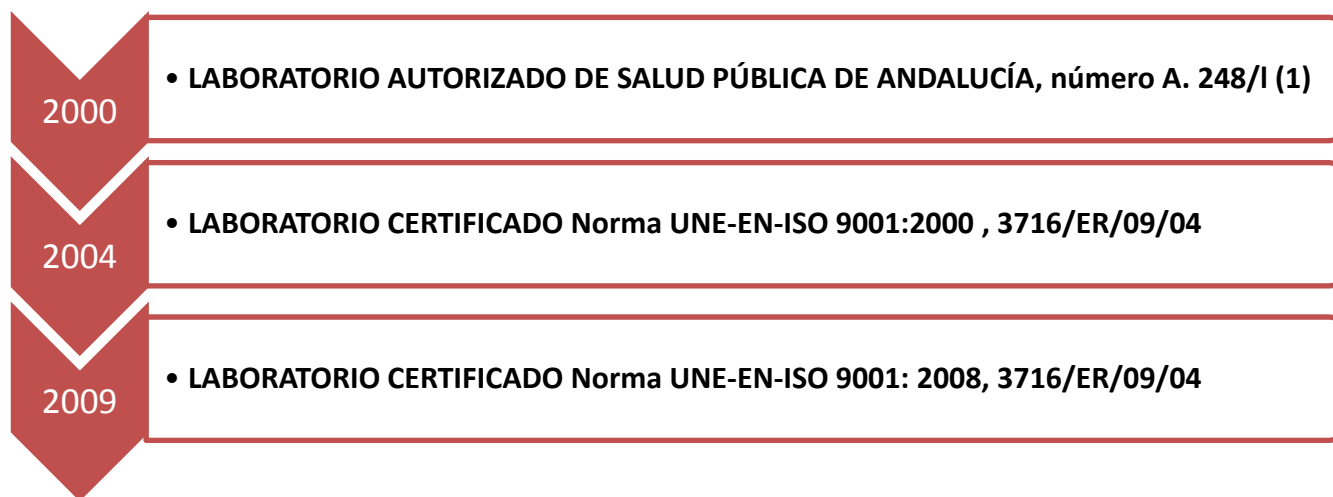 2000
• LABORATORIO AUTORIZADO DE SALUD PÚBLICA DE ANDALUCÍA, número A. 248/l (1)
2004
• LABORATORIO CERTIFICADO Norma UNE-EN-ISO 9001:2000 , 3716/ER/09/04
2009
• LABORATORIO CERTIFICADO Norma UNE-EN-ISO 9001: 2008, 3716/ER/09/04